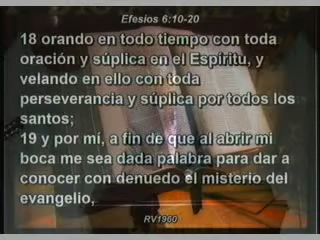 Efesios 6:10-20
18 orando en todo tiempo con toda
oración y súplica en el Espíritu, y
velando en ello con toda
perseverancia y súplica por todos los
santos;
19 y por mí, a fin de que al abrir mi
boca me sea dada palabra para dar a
conocer con denuedo el misterio del
evangelio,
RV1960